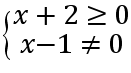 x + 2 ≥ 0
x−1 ≠ 0